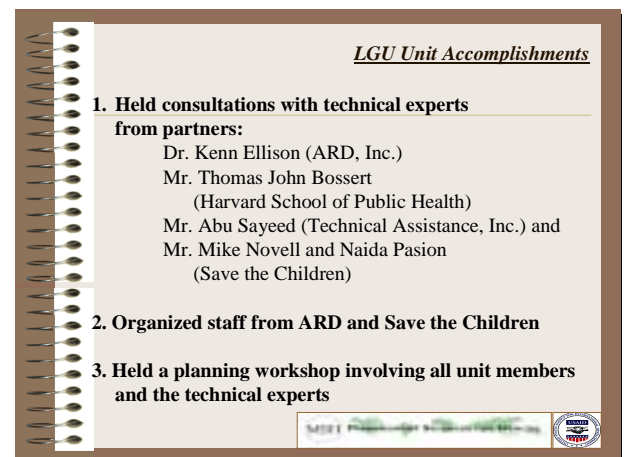 LGU Unit Accomplishments
1. Held consultations with technical experts
from partners:
Dr. Kenn Ellison (ARD, Inc.)
Mr. Thomas John Bossert
(Harvard School of Public Health)
Mr. Abu Sayeed (Technical Assistance, Inc.) and
Mr. Mike Novell and Naida Pasion
(Save the Children)
2. Organized staff from ARD and Save the Children
3. Held a planning workshop involving all unit members
and the technical experts
USAID